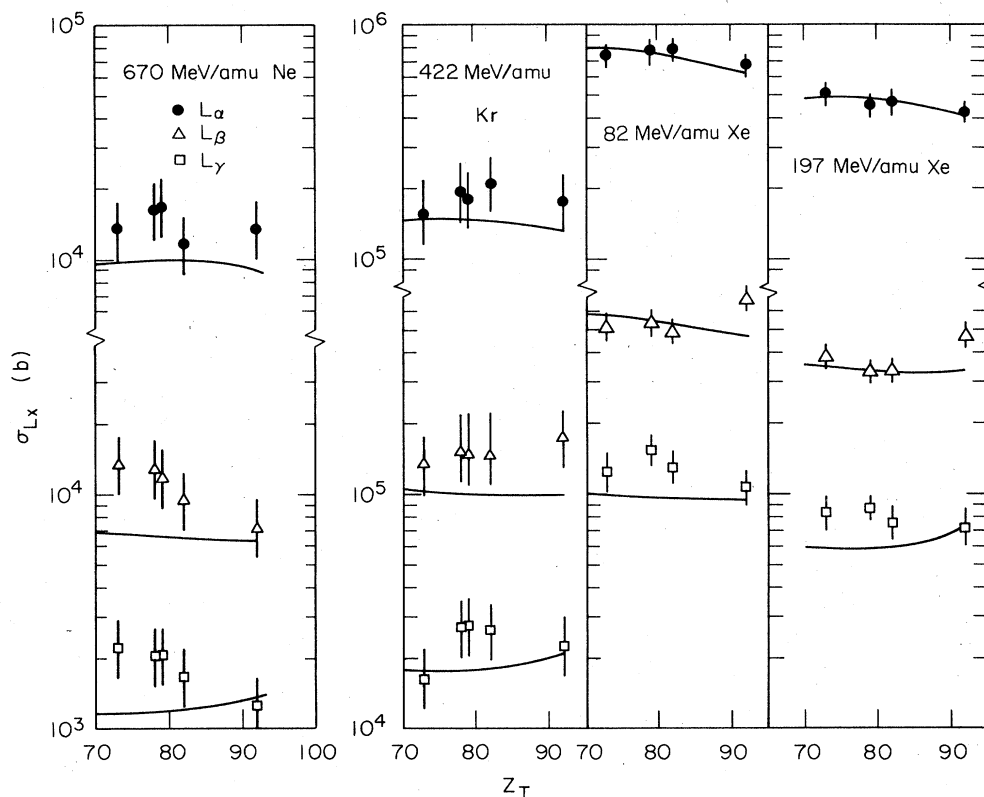 10^5
670 MeV/amu Ne
● Lα
△ Lβ
□ Lγ
10^4
10^4
10^3
σLx (b)
70 80 90 100
10^6
422 MeV/amu
Kr
10^5
10^5
10^4
70 80 90
82 MeV/amu Xe
70 80 90
197 MeV/amu Xe
70 80 90
ZT